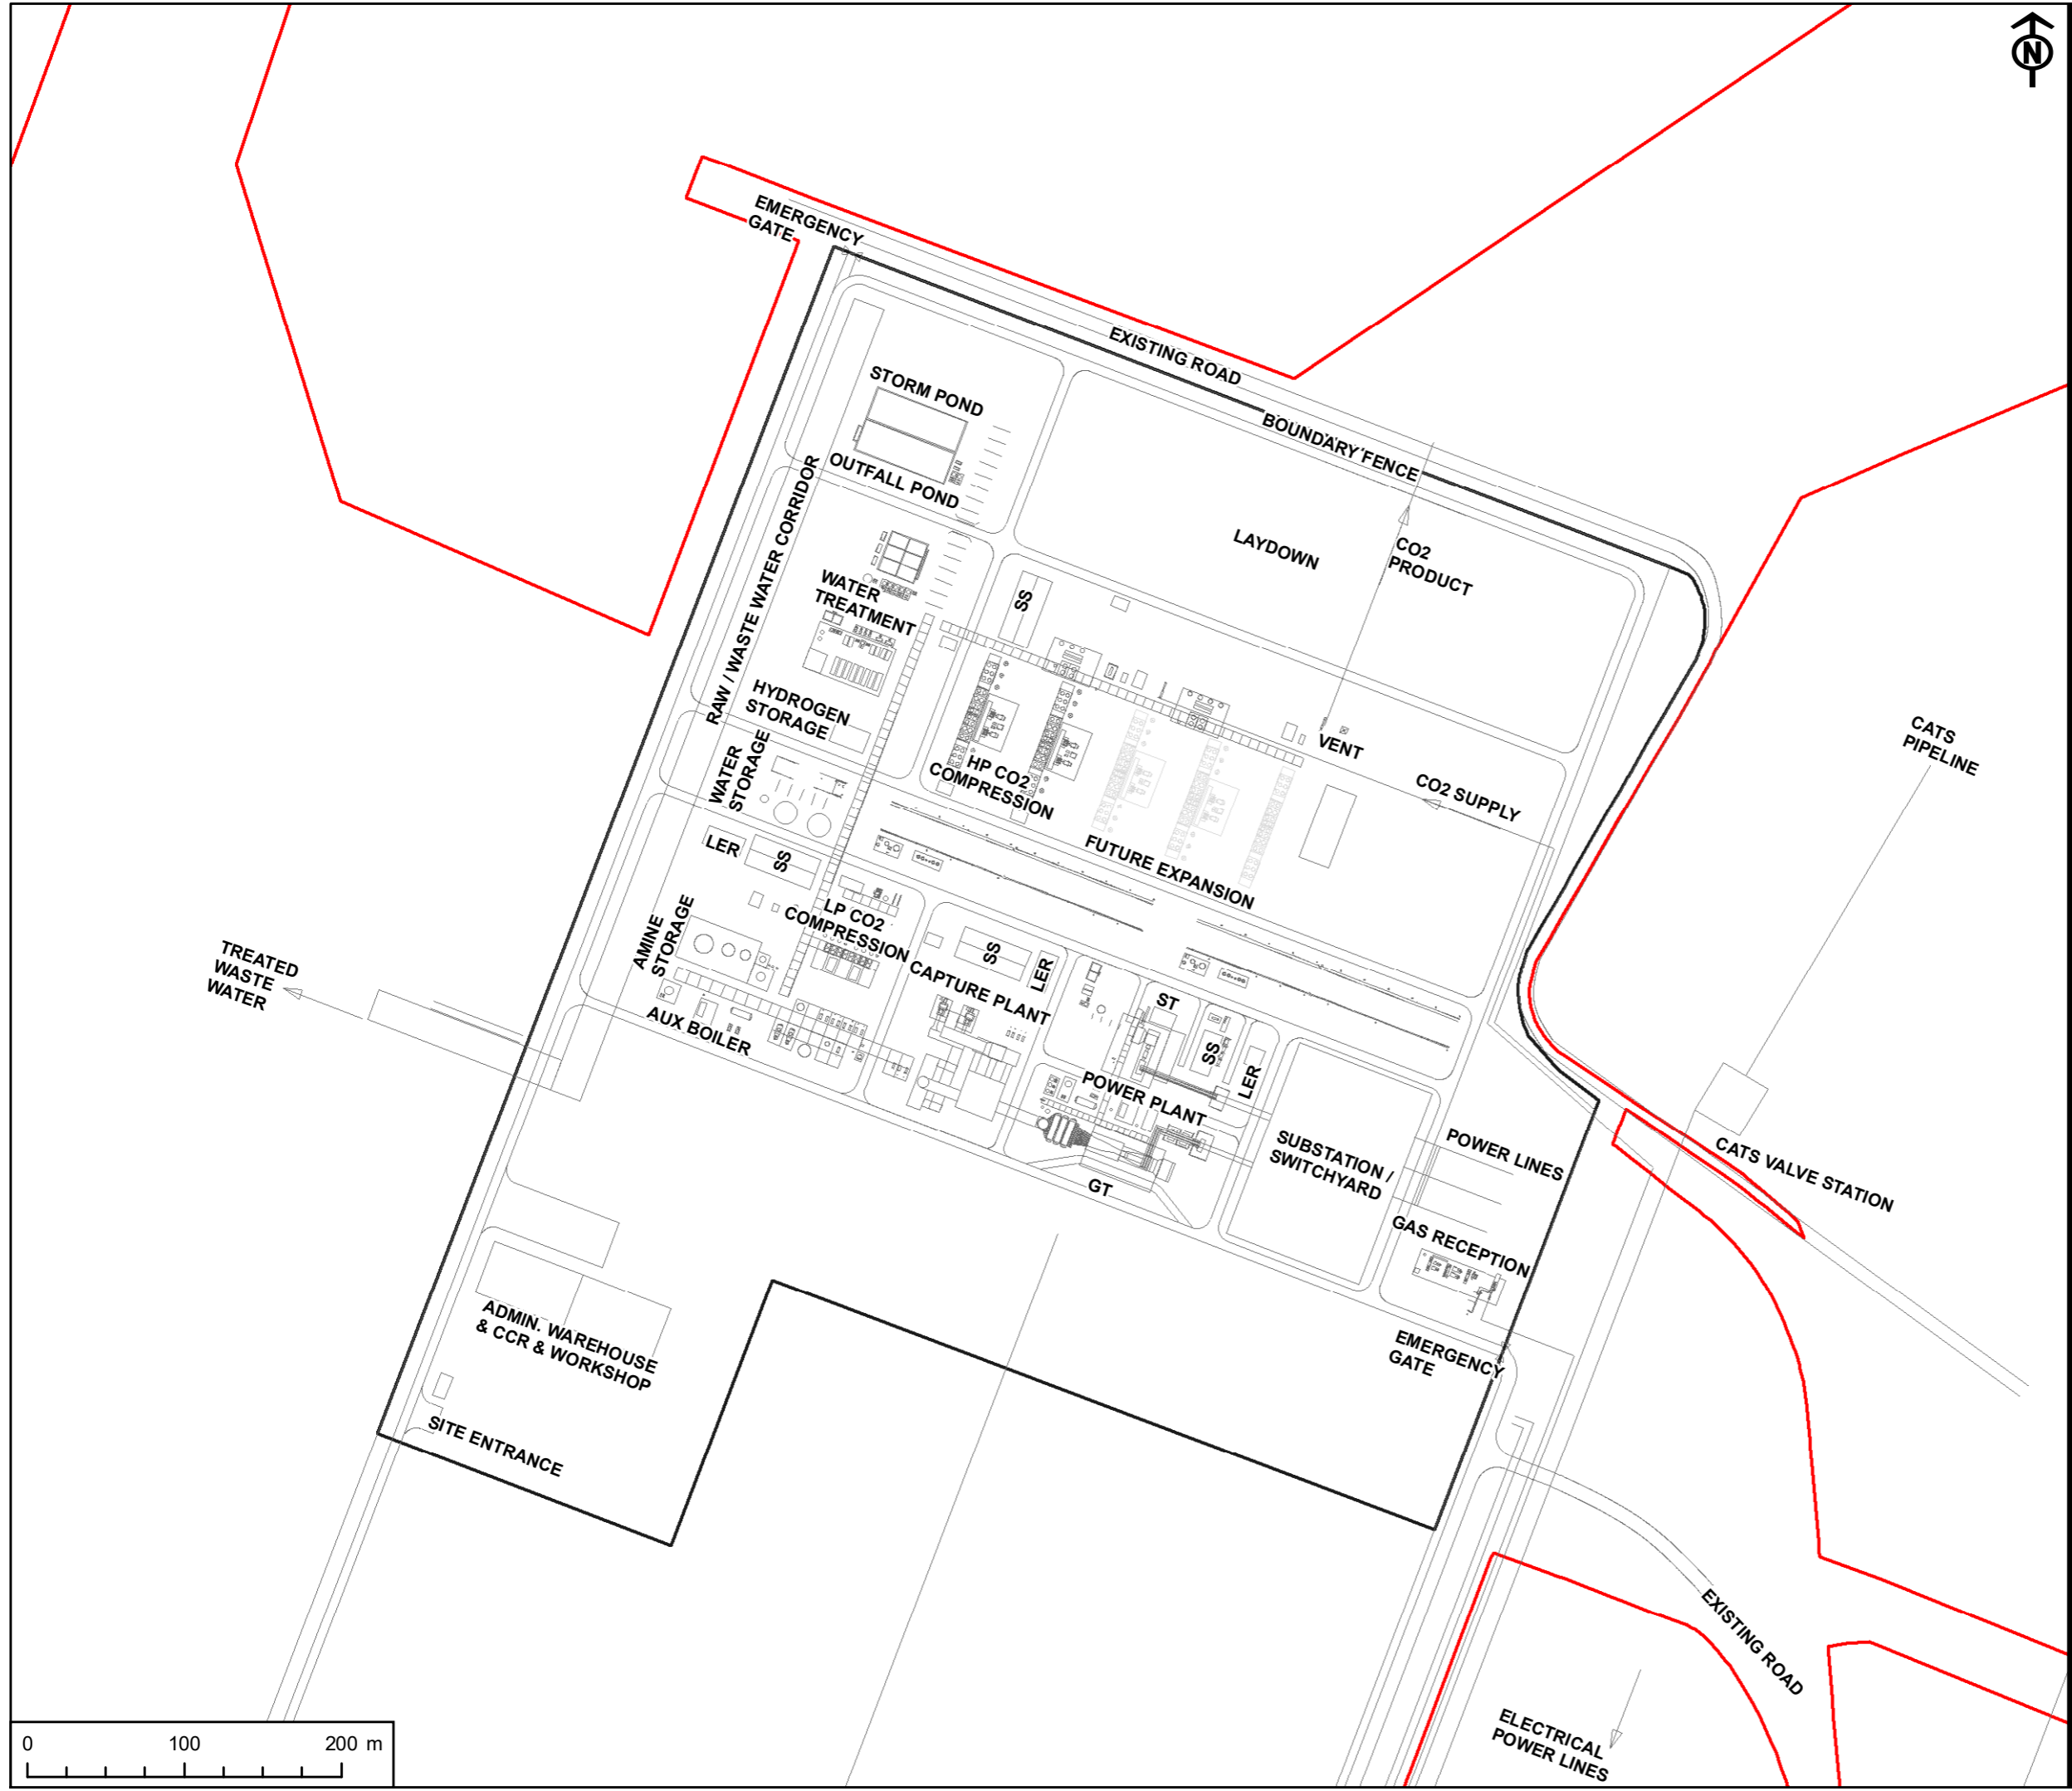 N
EMERGENCY
GATE
EXISTING ROAD
BOUNDARY FENCE
STORM POND
OUTFALL POND
RAW / WASTE WATER CORRIDOR
LAYDOWN
CO2
PRODUCT
WATER
TREATMENT
SS
HYDROGEN
STORAGE
WATER
STORAGE
HP CO2
COMPRESSION
VENT
CO2 SUPPLY
CATS
PIPELINE
FUTURE EXPANSION
LER
SS
AMINE
STORAGE
LP CO2
COMPRESSION
TREATED
WASTE
WATER
CAPTURE PLANT
SS
LER
AUX BOILER
ST
SS
LER
POWER PLANT
GT
SUBSTATION /
SWITCHYARD
POWER LINES
CATS VALVE STATION
GAS RECEPTION
EMERGENCY
GATE
ADMIN. WAREHOUSE
& CCR & WORKSHOP
SITE ENTRANCE
EXISTING ROAD
ELECTRICAL
POWER LINES
0 100 200 m